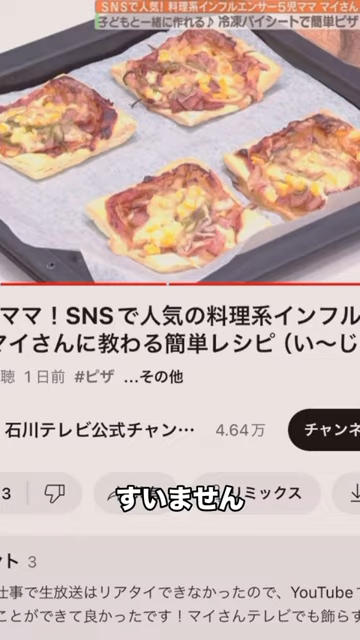 SNSで人気!料理系インフルエンサー5児ママ マイさん
子どもと一緒に作れる♪ 冷凍パイシートで簡単ピザ
ママ！SNSで人気の料理系インフル
マイさんに教わる簡単レシピ（い〜じ
聴 1日前 #ピザ …その他
石川テレビ公式チャン… 4.64万 チャンネ
3 リミックス
すいません
ント 3
仕事で生放送はリアタイできなかったので、YouTubeで
ことができて良かったです！マイさんテレビでも飾らず